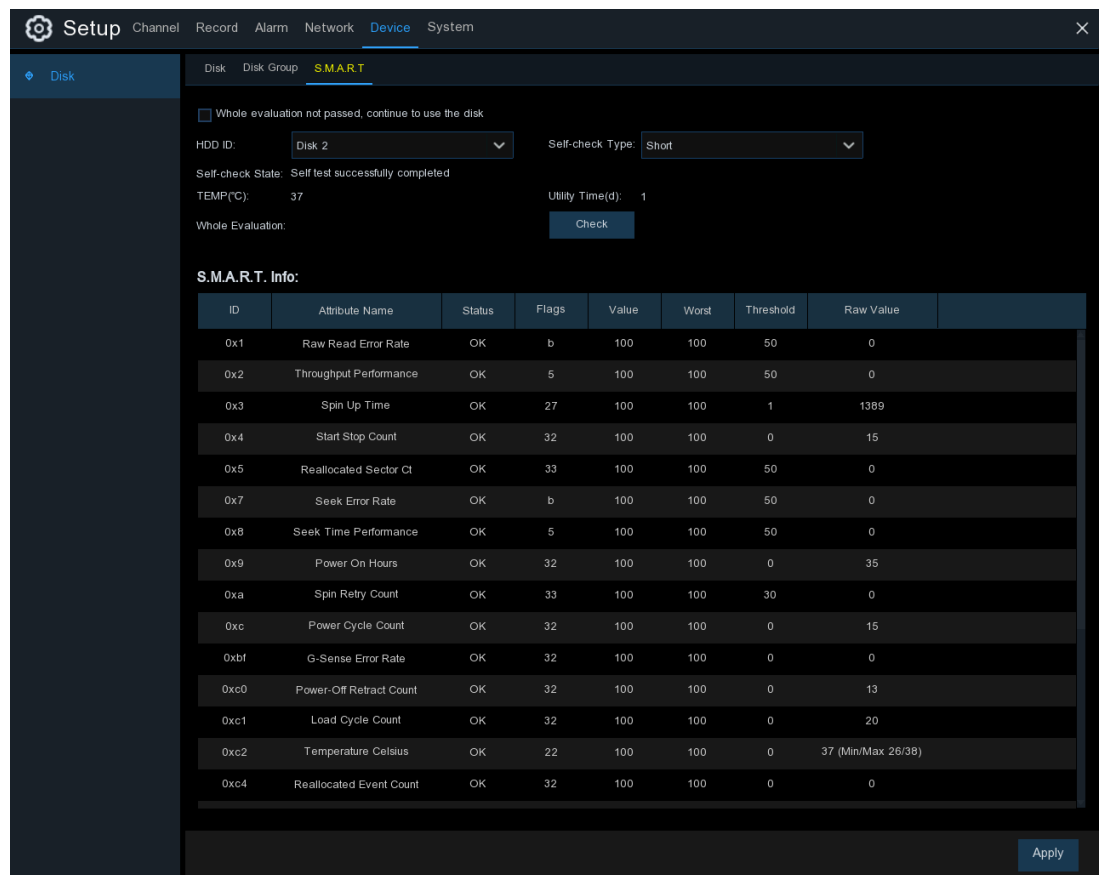 Setup Channel Record Alarm Network Device System
Disk
Disk Disk Group S.M.A.R.T
Whole evaluation not passed, continue to use the disk
HDD ID: Disk 2 Self-check Type: Short
Self-check State: Self test successfully completed
TEMP(°C): 37 Utility Time(d): 1
Whole Evaluation: Check
S.M.A.R.T. Info:
ID Attribute Name Status Flags Value Worst Threshold Raw Value
0x1 Raw Read Error Rate OK b 100 100 50 0
0x2 Throughput Performance OK 5 100 100 50 0
0x3 Spin Up Time OK 27 100 100 1 1389
0x4 Start Stop Count OK 32 100 100 0 15
0x5 Reallocated Sector Ct OK 33 100 100 50 0
0x7 Seek Error Rate OK b 100 100 50 0
0x8 Seek Time Performance OK 5 100 100 50 0
0x9 Power On Hours OK 32 100 100 0 35
0xa Spin Retry Count OK 33 100 100 30 0
0xc Power Cycle Count OK 32 100 100 0 15
0xbf G-Sense Error Rate OK 32 100 100 0 0
0xc0 Power-Off Retract Count OK 32 100 100 0 13
0xc1 Load Cycle Count OK 32 100 100 0 20
0xc2 Temperature Celsius OK 22 100 100 0 37 (Min/Max 26/38)
0xc4 Reallocated Event Count OK 32 100 100 0 0
Apply